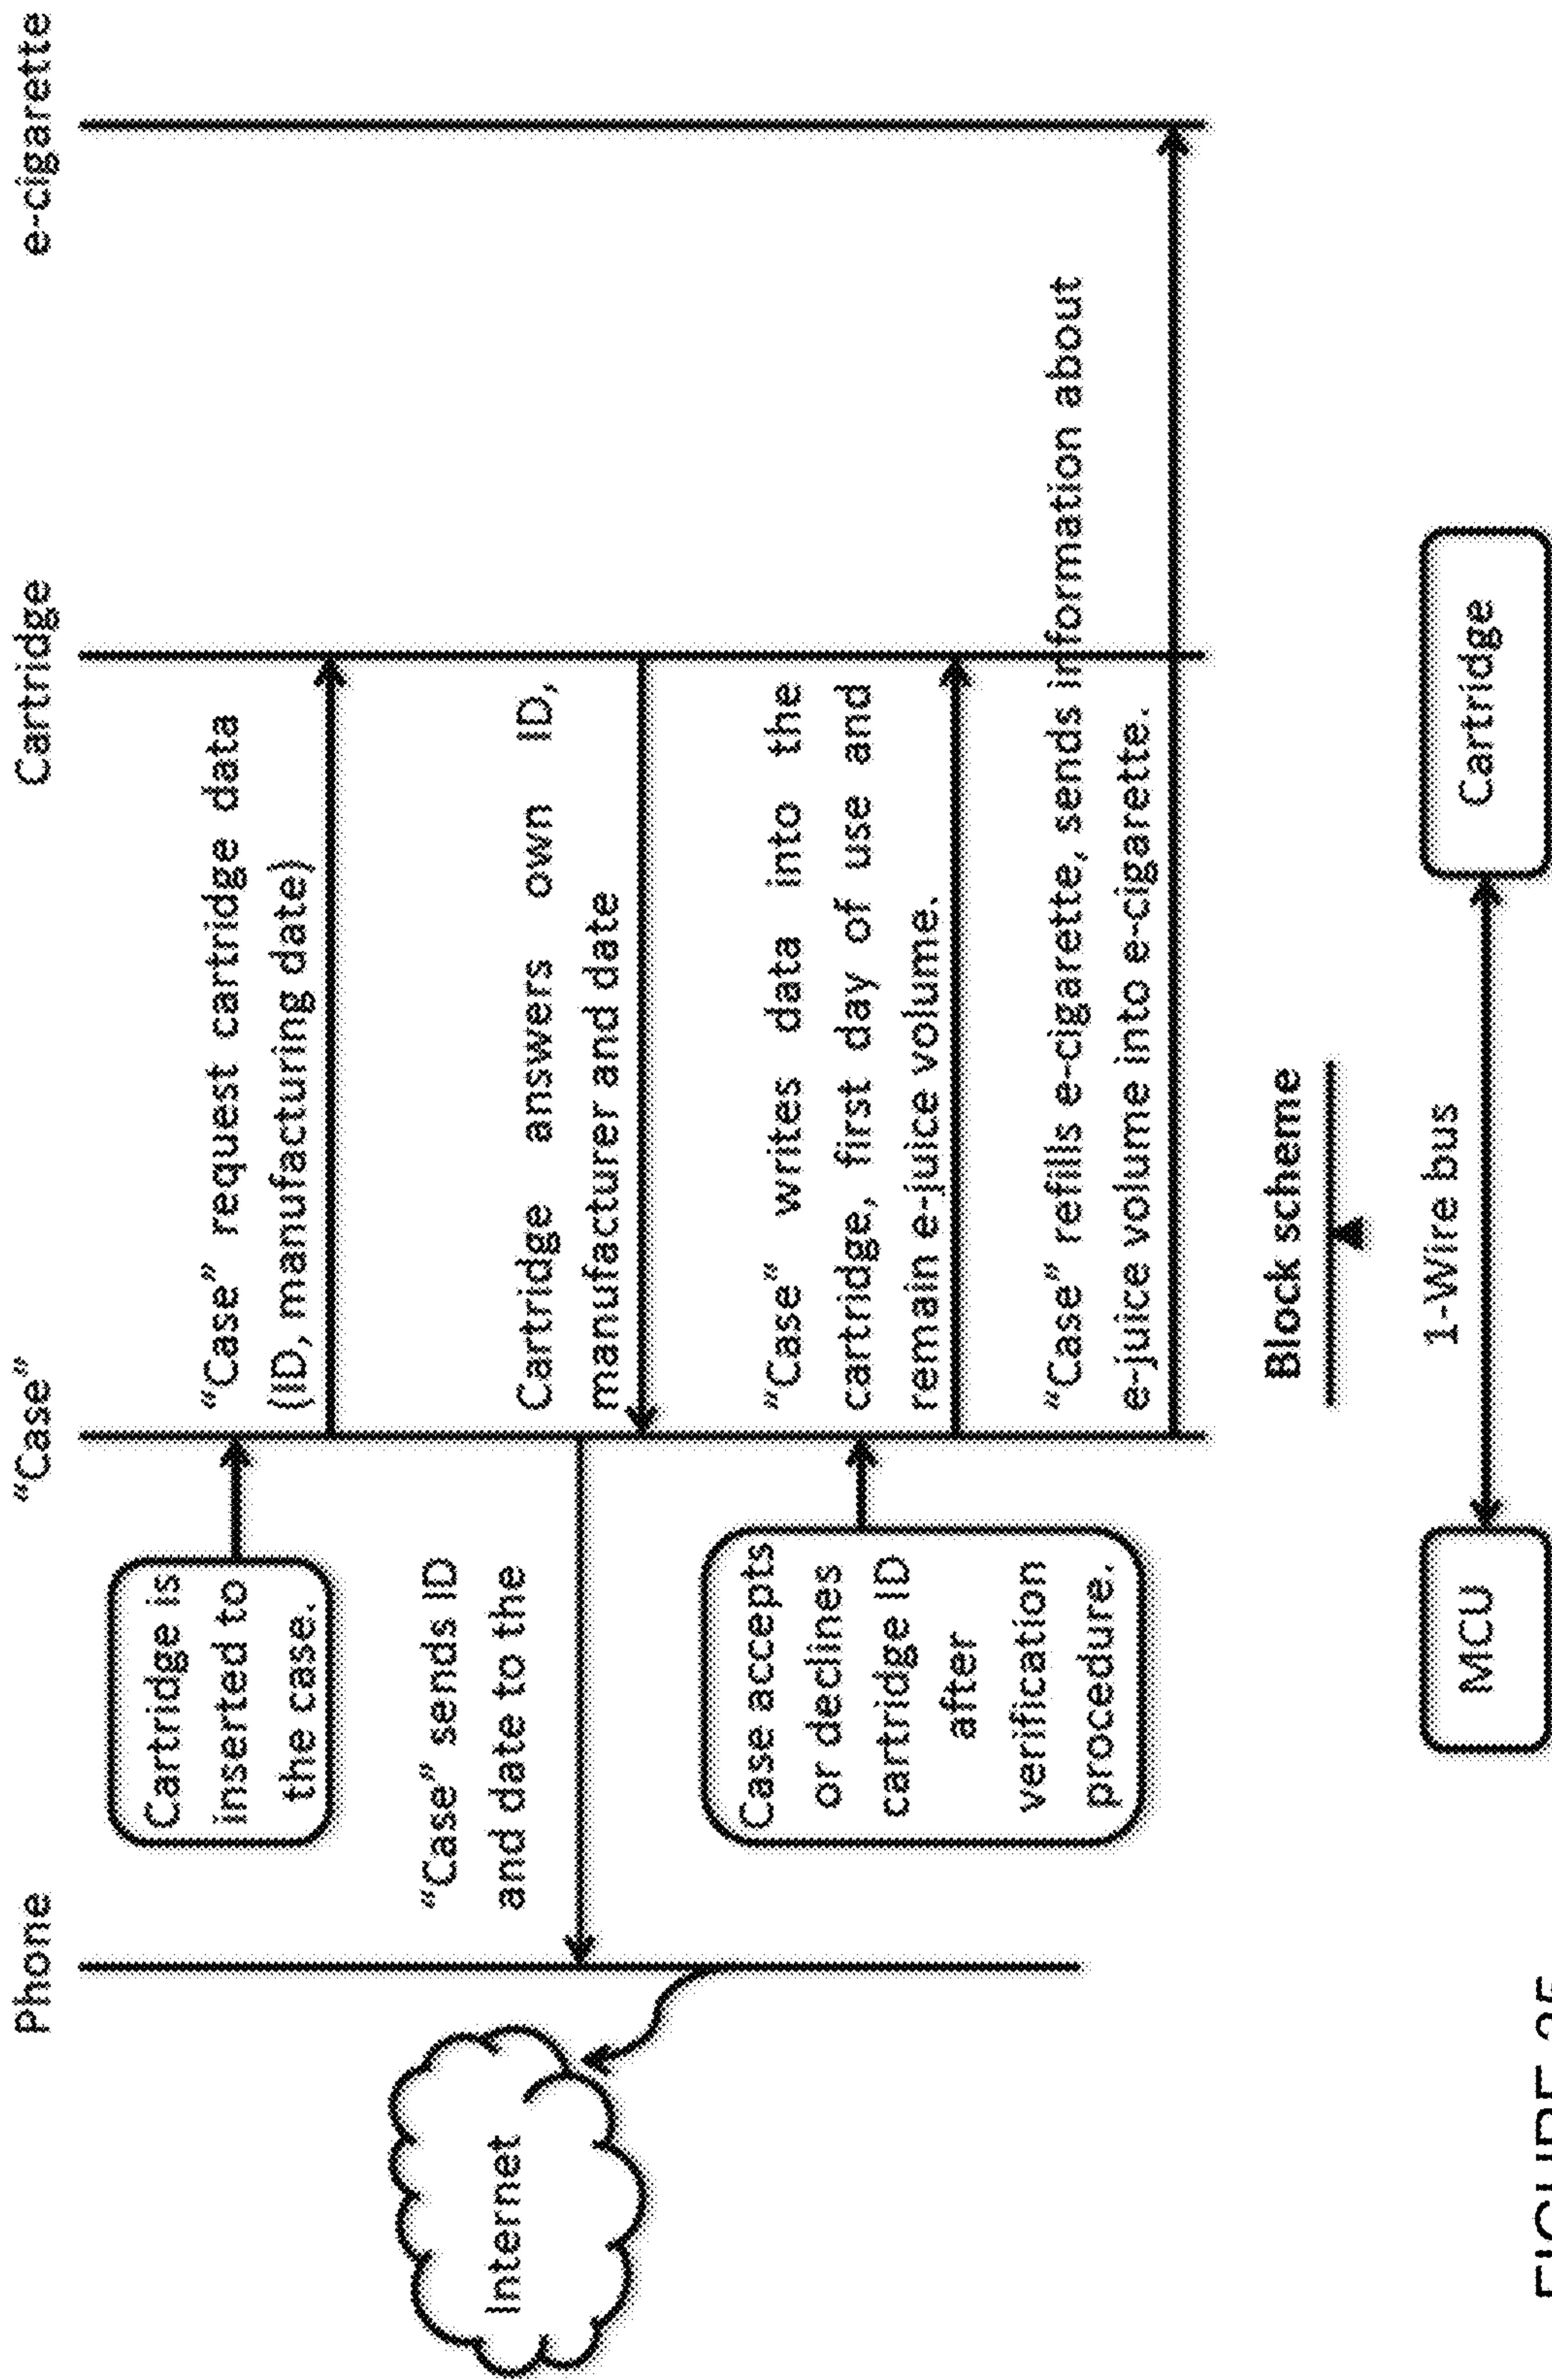 Phone
“Case”
Cartridge
e-cigarette
Cartridge is
inserted to
the case.
“Case” request cartridge data
(ID, manufacturing date)
Internet
“Case” sends ID
and date to the
Cartridge answers own ID,
manufacturer and date
Case accepts
or declines
cartridge ID
after
verification
procedure.
“Case” writes data into the
cartridge, first day of use and
remain e-juice volume.
“Case” refills e-cigarette, sends information about
e-juice volume into e-cigarette.
Block scheme
MCU
1-Wire bus
Cartridge
FIGURE